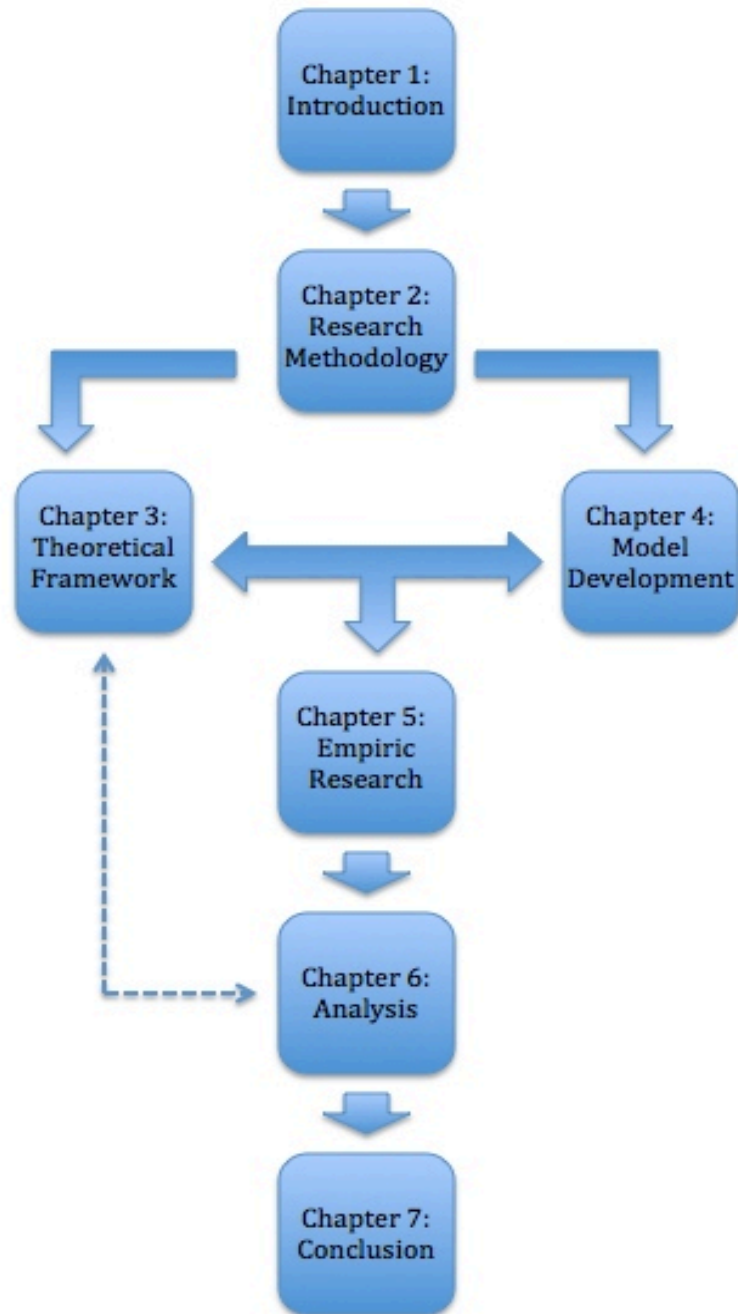 Chapter 1:
Introduction
Chapter 2:
Research
Methodology
Chapter 3:
Theoretical
Framework
Chapter 4:
Model
Development
Chapter 5:
Empiric
Research
Chapter 6:
Analysis
Chapter 7:
Conclusion